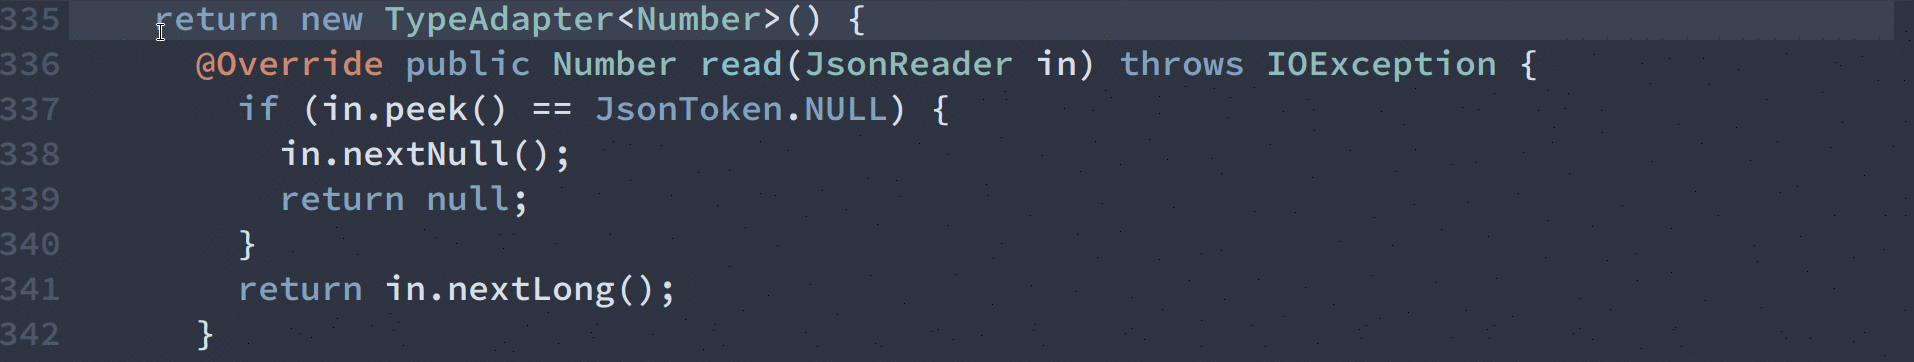 335    return new TypeAdapter<Number>() {
336      @Override public Number read(JsonReader in) throws IOException {
337        if (in.peek() == JsonToken.NULL) {
338          in.nextNull();
339          return null;
340        }
341        return in.nextLong();
342      }